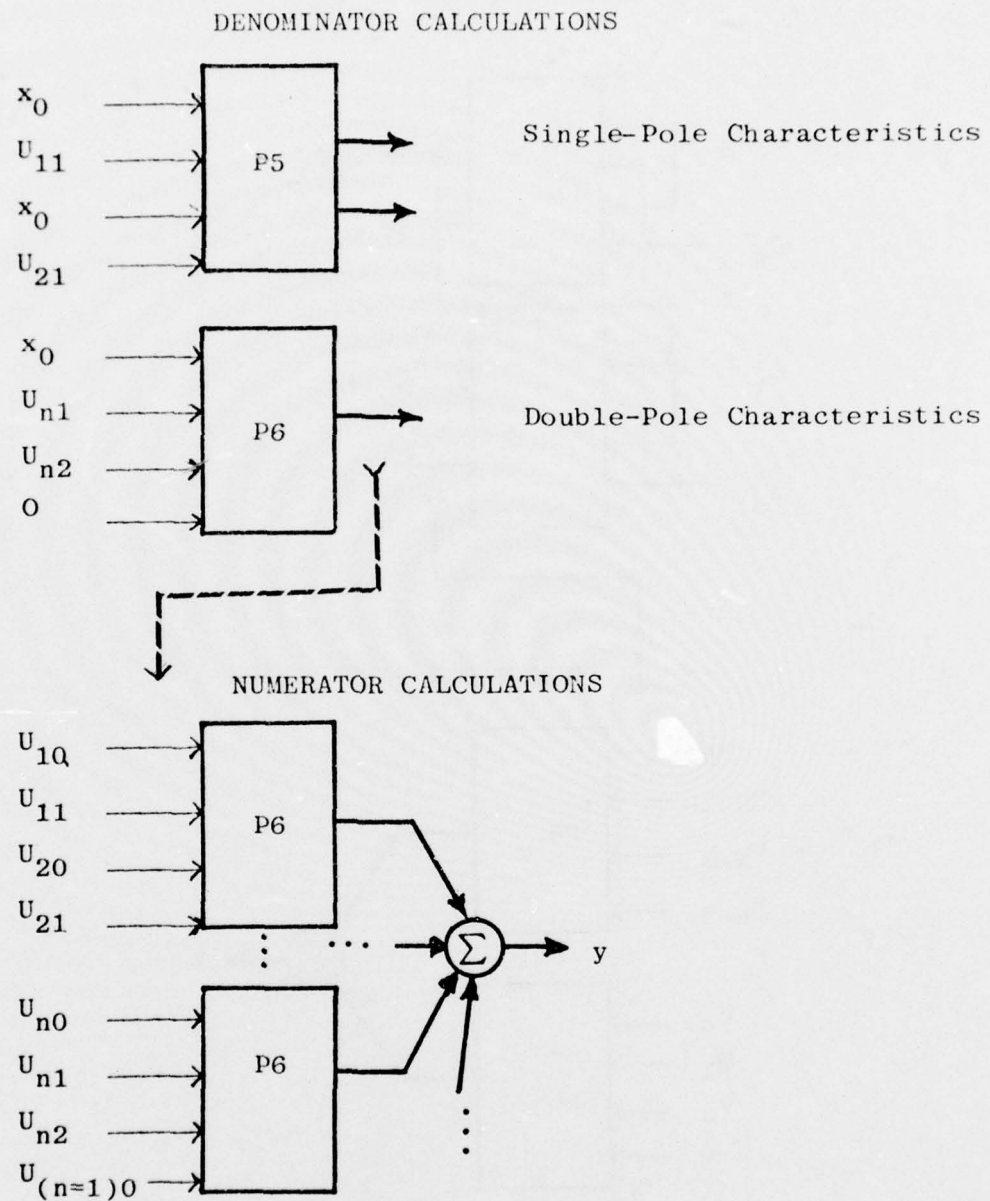 DENOMINATOR CALCULATIONS
x0
U11
x0
U21
P5
Single-Pole Characteristics
x0
Un1
Un2
0
P6
Double-Pole Characteristics
NUMERATOR CALCULATIONS
U10
U11
U20
U21
P6
...
Σ
y
Un0
Un1
Un2
U(n=1)0
P6